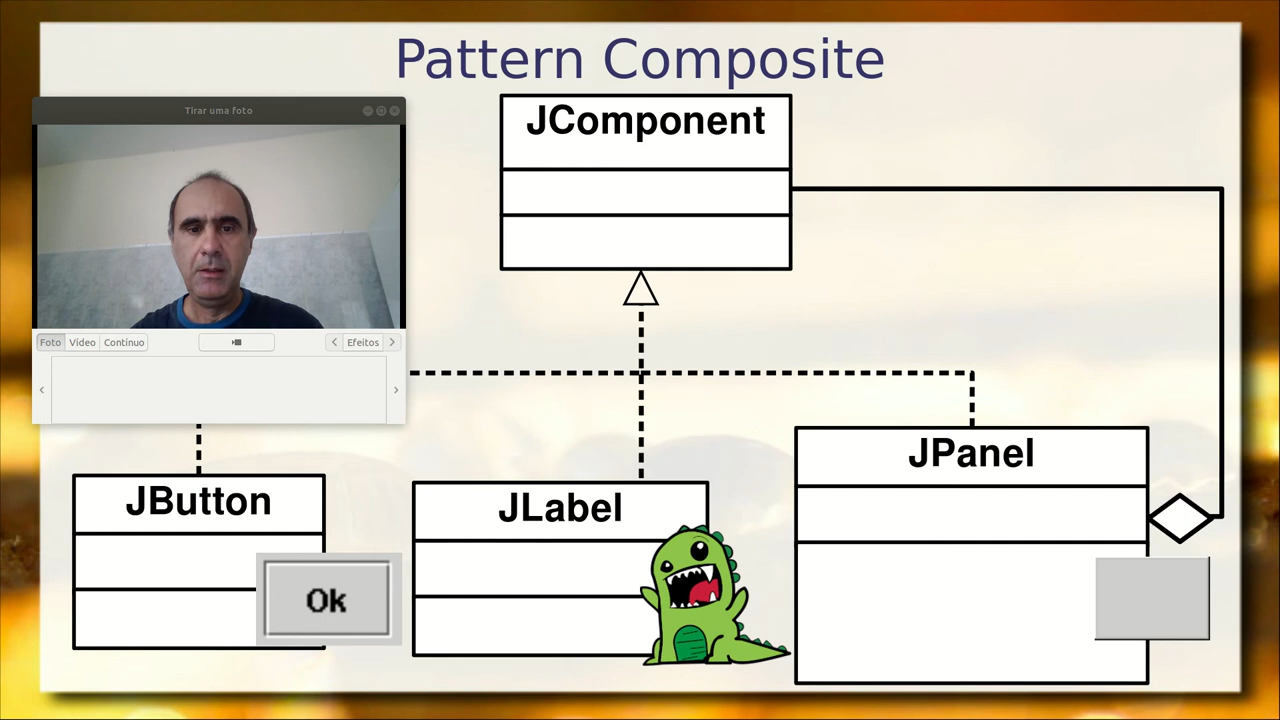 Pattern Composite
Tirar uma foto
JComponent
Foto Vídeo Contínuo Efeitos
JButton
JLabel
JPanel
Ok